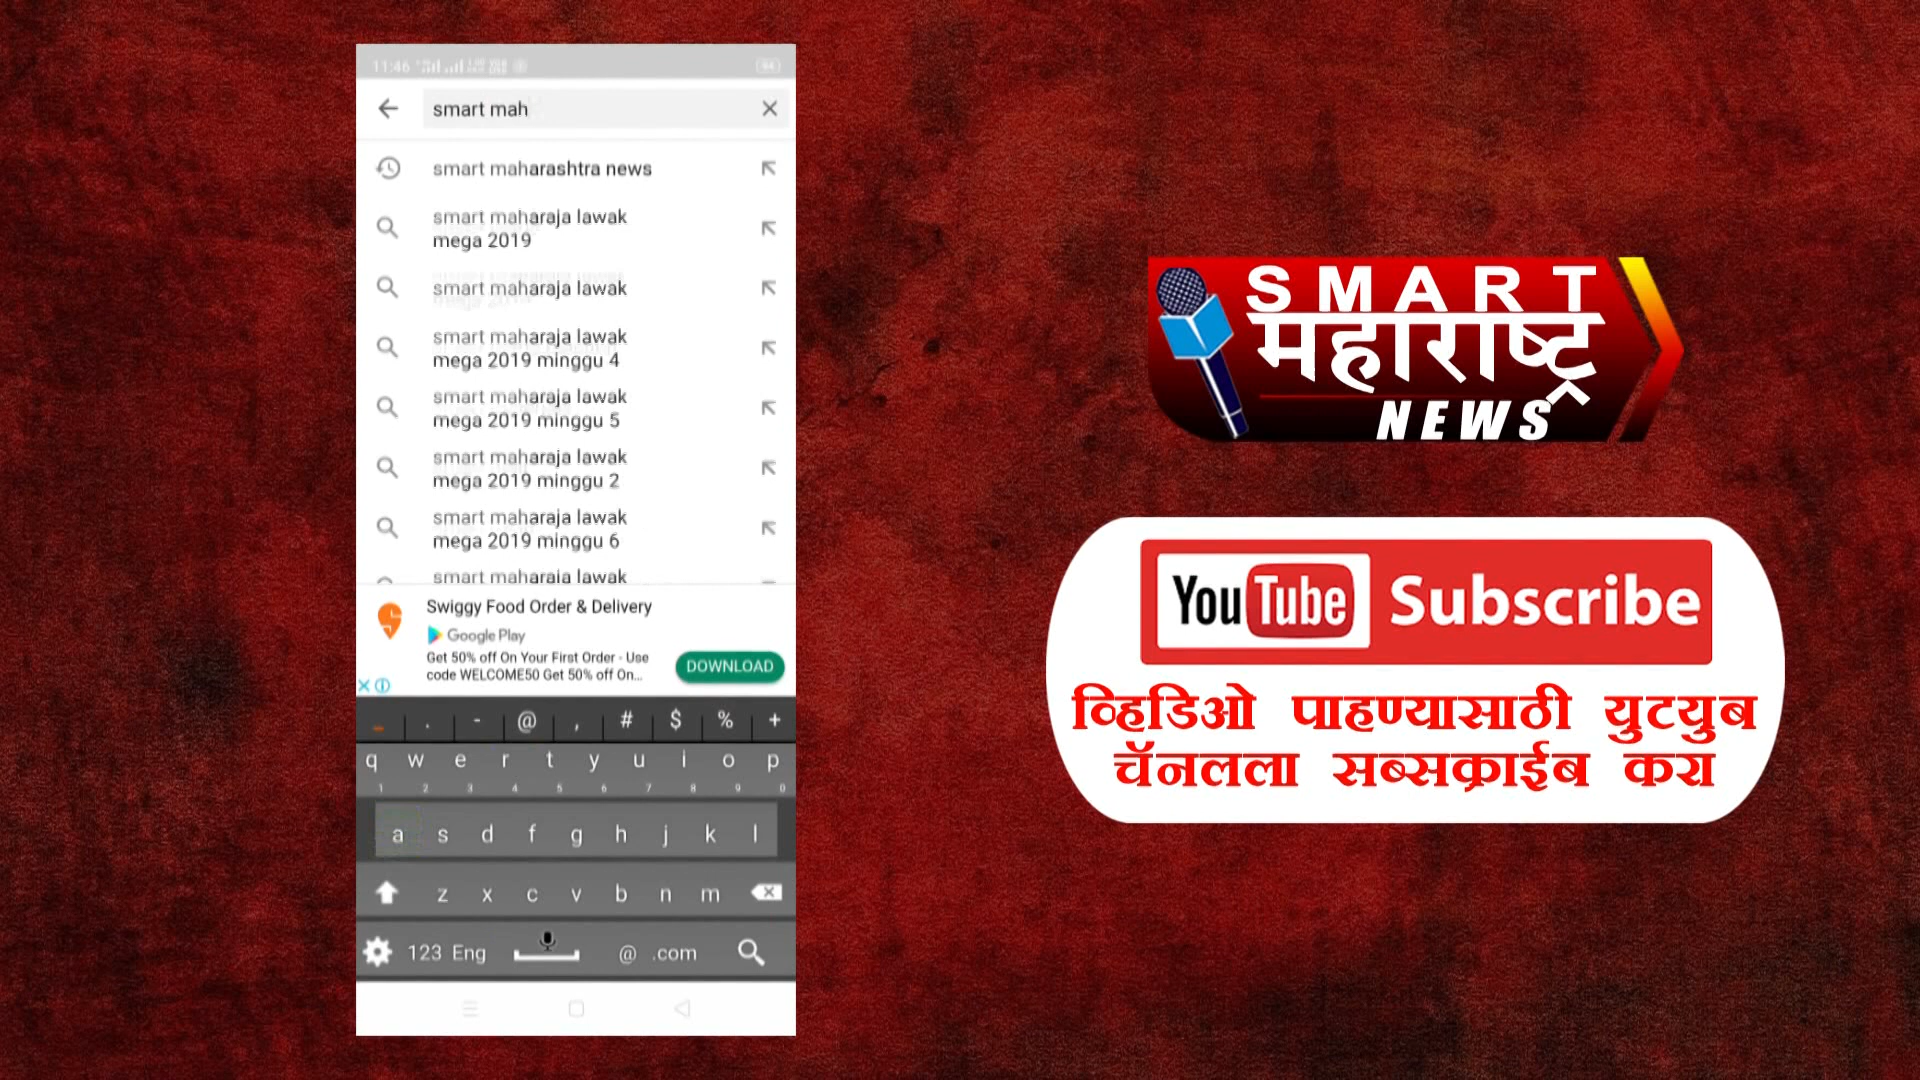 11:46
smart mah
smart maharashtra news
smart maharaja lawak
mega 2019
smart maharaja lawak
smart maharaja lawak
mega 2019 minggu 4
smart maharaja lawak
mega 2019 minggu 5
smart maharaja lawak
mega 2019 minggu 2
smart maharaja lawak
mega 2019 minggu 6
smart maharaja lawak
Swiggy Food Order & Delivery
Google Play
Get 50% off On Your First Order - Use
code WELCOME50 Get 50% off On...
DOWNLOAD
_ . - @ , # $ % +
q w e r t y u i o p
1 2 3 4 5 6 7 8 9 0
a s d f g h j k l
z x c v b n m
123 Eng @ .com
SMART
महाराष्ट्र
NEWS
YouTube Subscribe
व्हिडिओ पाहण्यासाठी युटयुब
चॅनलला सब्सक्राईब करा